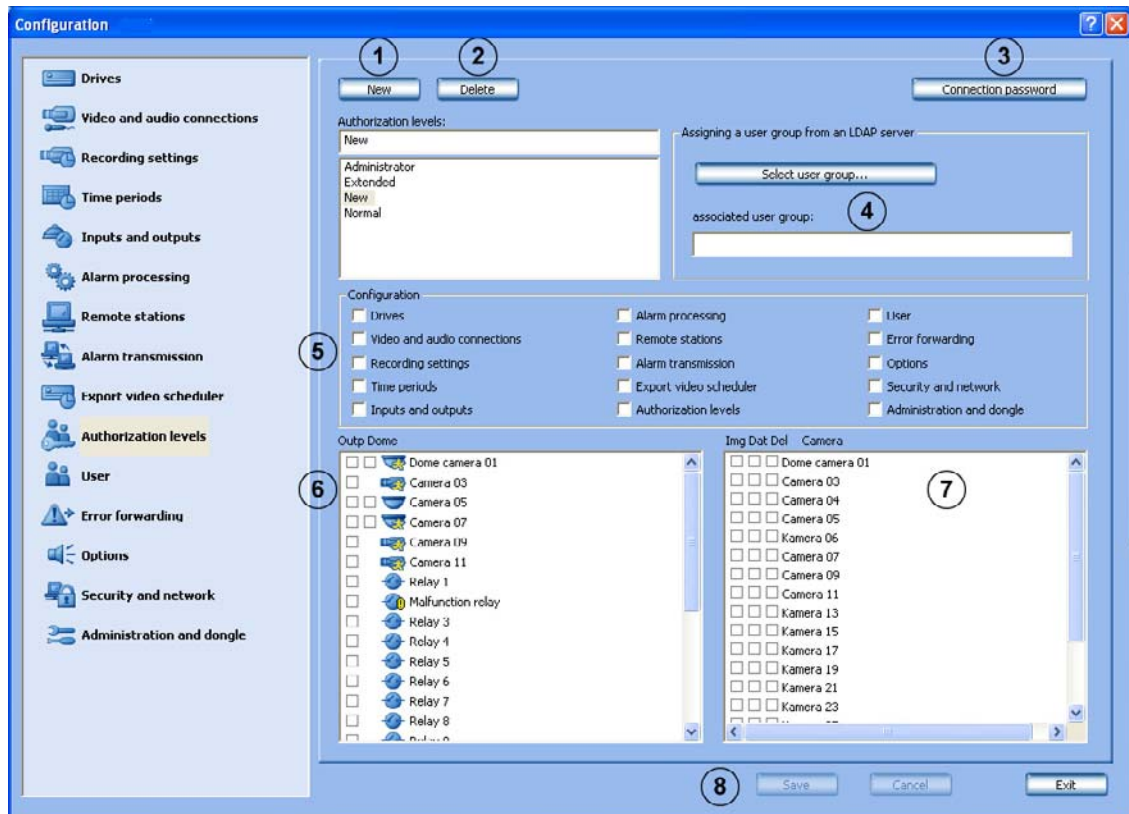 Configuration
Drives
Video and audio connections
Recording settings
Time periods
Inputs and outputs
Alarm processing
Remote stations
Alarm transmission
Export video scheduler
Authorization levels
User
Error forwarding
Options
Security and network
Administration and dongle
1 2 3
New Delete Connection password
Authorization levels:
New
Administrator
Extended
New
Normal
Assigning a user group from an LDAP server
Select user group...
4
associated user group:
Configuration
5
Drives Alarm processing User
Video and audio connections Remote stations Error forwarding
Recording settings Alarm transmission Options
Time periods Export video scheduler Security and network
Inputs and outputs Authorization levels Administration and dongle
Outp Dome
6
Dome camera 01
Camera 03
Camera 05
Camera 07
Camera 09
Camera 11
Relay 1
Malfunction relay
Relay 3
Relay 4
Relay 5
Relay 6
Relay 7
Relay 8
Img Dat Del Camera
7
Dome camera 01
Camera 03
Camera 04
Camera 05
Kamera 06
Camera 07
Camera 09
Camera 11
Kamera 13
Kamera 15
Kamera 17
Kamera 19
Kamera 21
Kamera 23
8 Save Cancel Exit